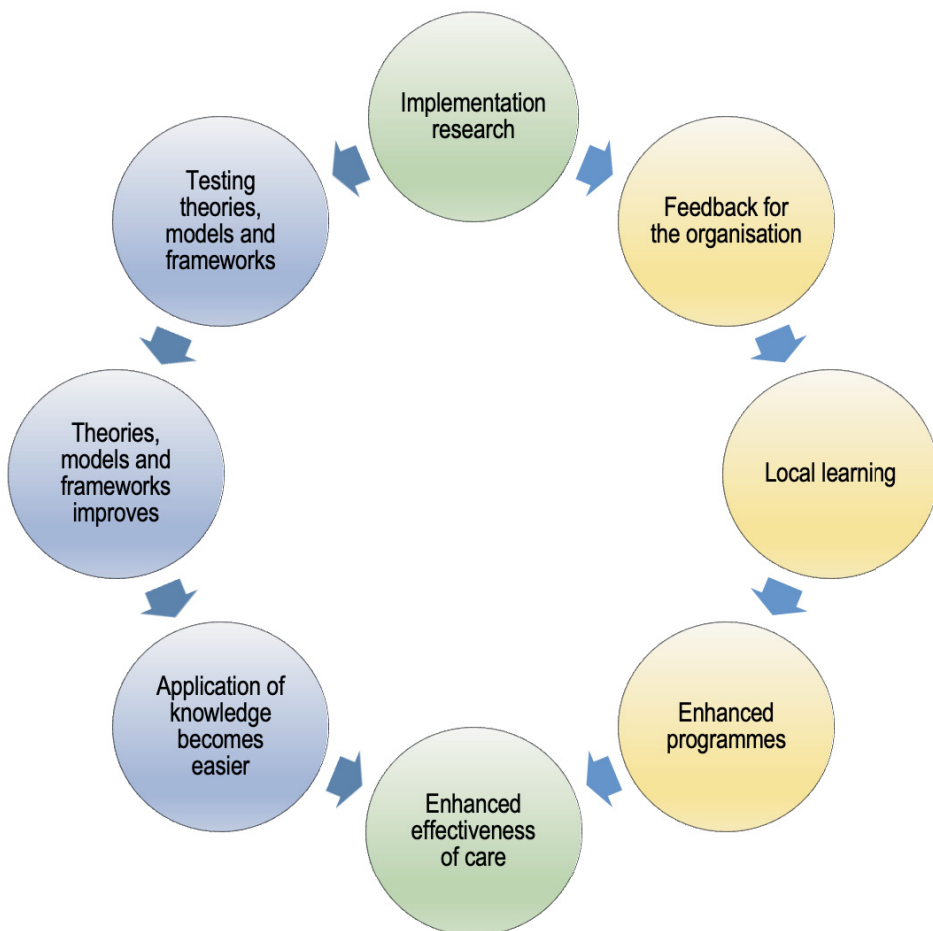 Implementation
research
Testing
theories,
models and
frameworks
Feedback for
the organisation
Theories,
models and
frameworks
improves
Local learning
Application of
knowledge
becomes
easier
Enhanced
programmes
Enhanced
effectiveness
of care